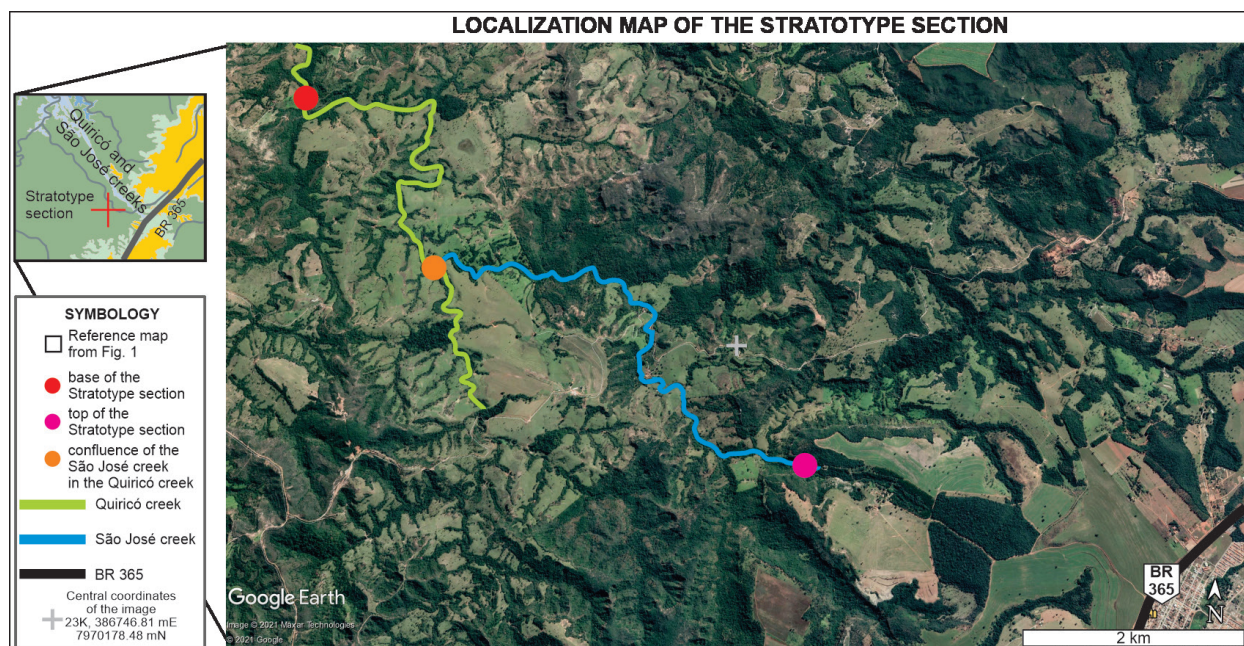 LOCALIZATION MAP OF THE STRATOTYPE SECTION
Quiricó and
São José creeks
Stratotype
section
BR 365
SYMBOLOGY
Reference map
from Fig. 1
base of the
Stratotype section
top of the
Stratotype section
confluence of the
São José creek
in the Quiricó creek
Quiricó creek
São José creek
BR 365
Central coordinates
of the image
23K, 386746.81 mE
7970178.48 mN
Google Earth
Image © 2021 Maxar Technologies
© 2021 Google
BR
365
N
2 km